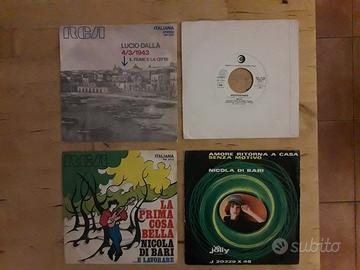 RCA
ITALIANA
LUCIO DALLA
4/3/1943
IL FIUME E LA CITTÀ
RCA
ITALIANA
LA
PRIMA
COSA
BELLA
NICOLA
DI BARI
...E LAVORARE
AMORE RITORNA A CASA
SENZA MOTIVO
NICOLA DI BARI
jolly
J 20229 X 45
subito